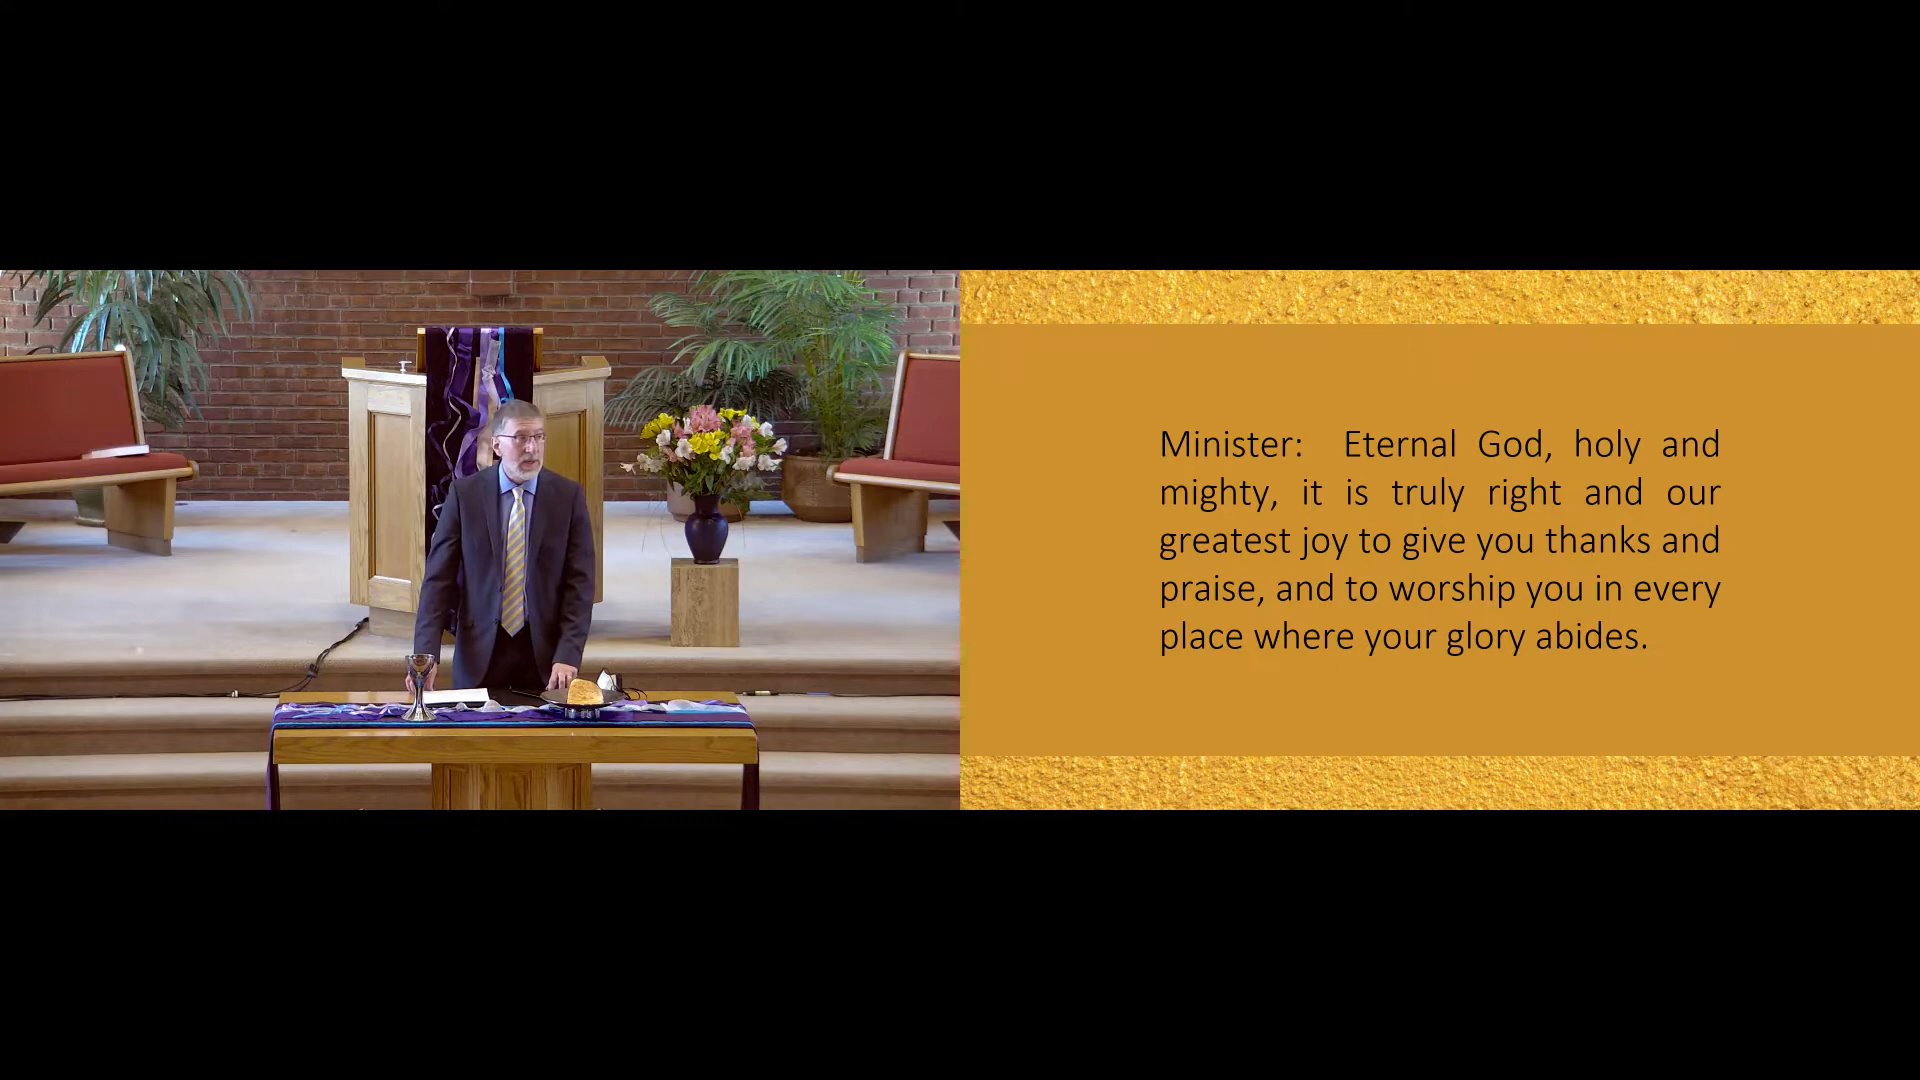 Minister: Eternal God, holy and
mighty, it is truly right and our
greatest joy to give you thanks and
praise, and to worship you in every
place where your glory abides.